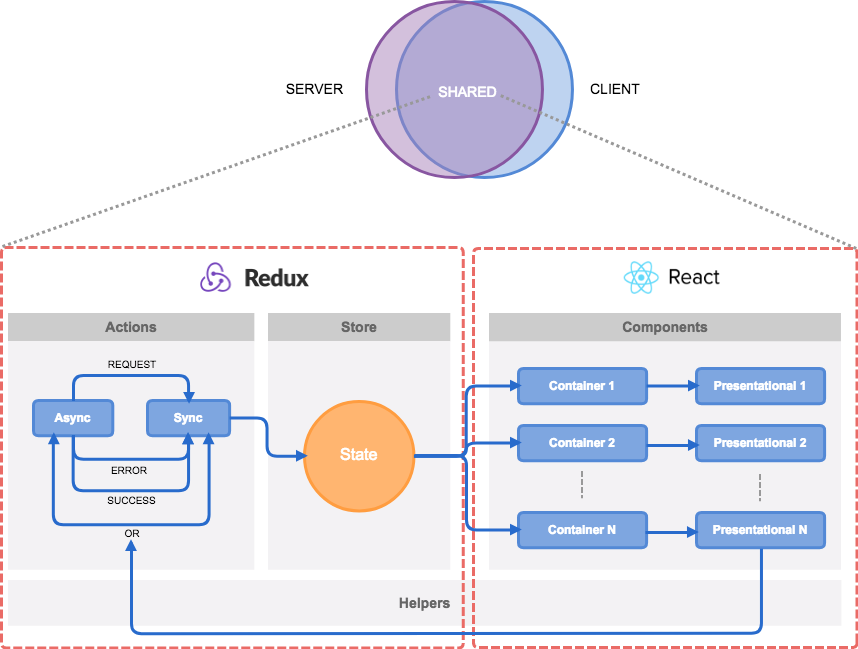 SERVER
SHARED
CLIENT
Redux
React
Actions
Store
Components
REQUEST
Async
Sync
ERROR
SUCCESS
OR
State
Container 1
Presentational 1
Container 2
Presentational 2
Container N
Presentational N
Helpers